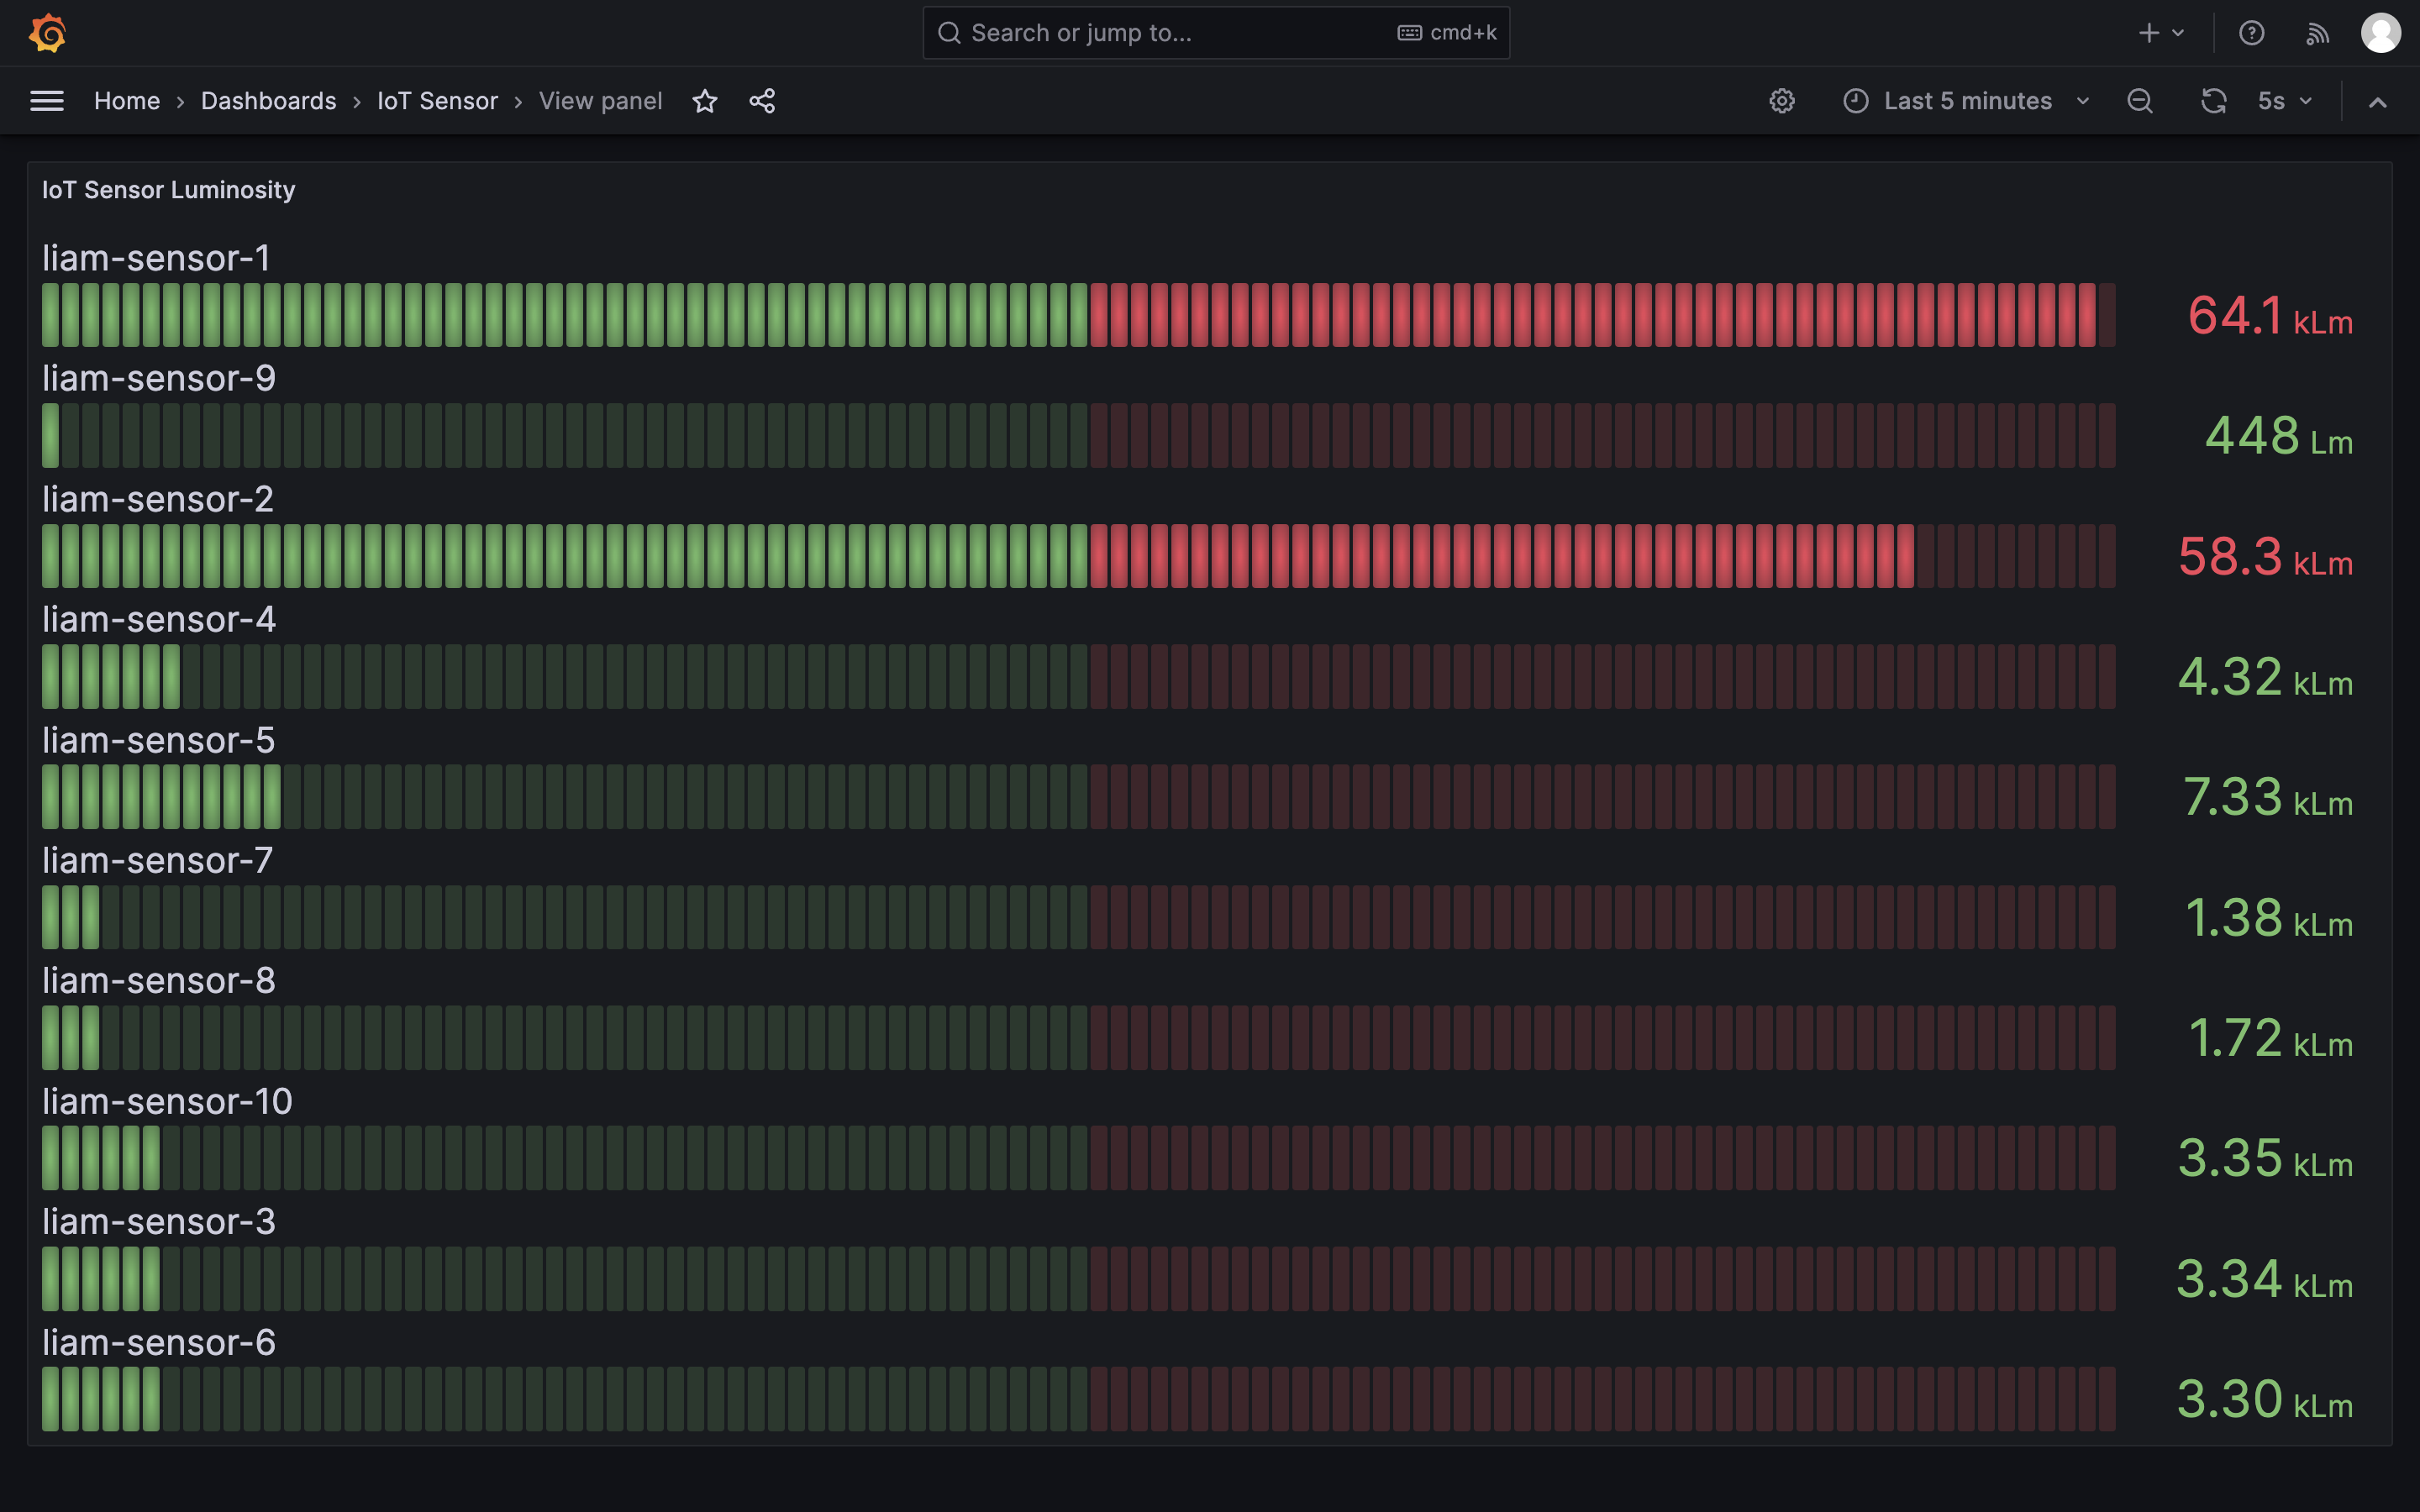 Search or jump to... cmd+k
Home › Dashboards › IoT Sensor › View panel Last 5 minutes 5s
IoT Sensor Luminosity
liam-sensor-1
64.1 kLm
liam-sensor-9
448 Lm
liam-sensor-2
58.3 kLm
liam-sensor-4
4.32 kLm
liam-sensor-5
7.33 kLm
liam-sensor-7
1.38 kLm
liam-sensor-8
1.72 kLm
liam-sensor-10
3.35 kLm
liam-sensor-3
3.34 kLm
liam-sensor-6
3.30 kLm